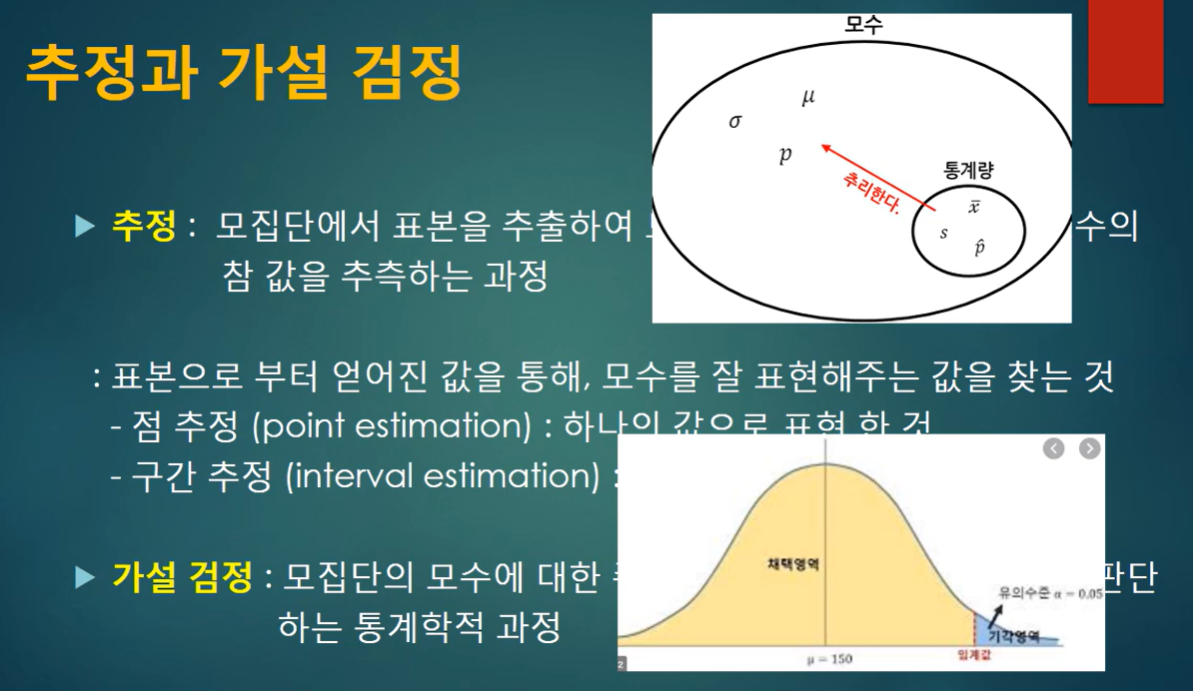 추정과 가설 검정
모수
μ
σ
p
통계량
x̄
s
p̂
추리한다.
▶ 추정 : 모집단에서 표본을 추출하여 수의
참 값을 추측하는 과정
: 표본으로 부터 얻어진 값을 통해, 모수를 잘 표현해주는 값을 찾는 것
- 점 추정 (point estimation) : 하나의 값으로 표현 한 것
- 구간 추정 (interval estimation) :
▶ 가설 검정 : 모집단의 모수에 대한 판단
하는 통계학적 과정
채택영역
유의수준 α = 0.05
기각영역
임계값
μ = 150
2